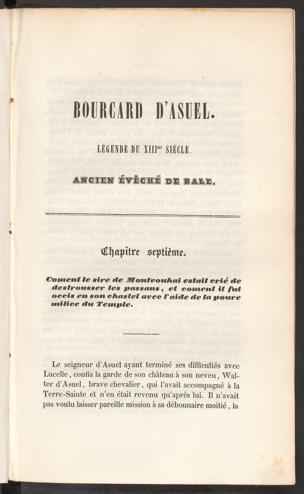 BOURCARD D'ASUEL.
LÉGENDE DU XIIIme SIÉCLE.
ANCIEN ÉVÊCHÉ DE BALE.
Chapitre septième.
Coment le sire de Montvouhai estait crié de
destrousser les passans, et coment il fut
occis en son chastel avec l'aide de la poure
milice du Temple.
Le seigneur d'Asuel ayant terminé ses difficultés avec
Lucelle, confia la garde de son château à son neveu, Wal-
ter d'Asuel, brave chevalier, qui l'avait accompagné à la
Terre-Sainte et n'en était revenu qu'après lui. Il n'avait
pas voulu laisser pareille mission à sa débonnaire moitié, la